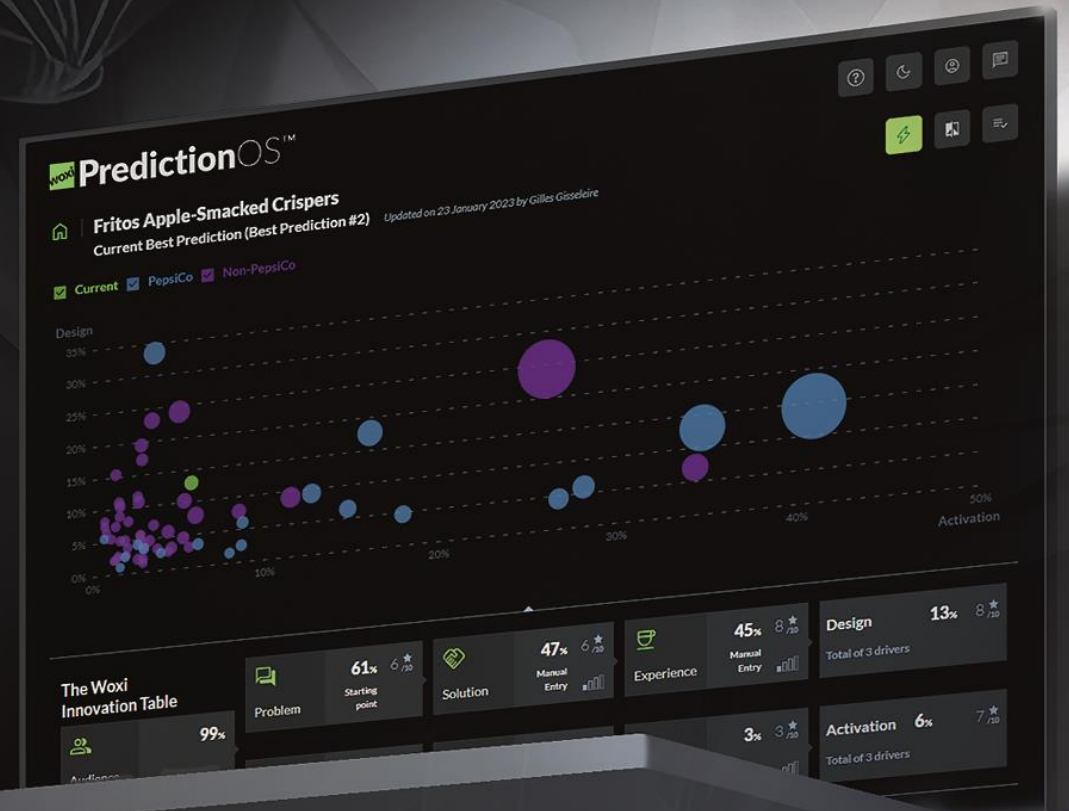 woxi PredictionOS™
Fritos Apple-Smacked Crispers
Current Best Prediction (Best Prediction #2) Updated on 23 January 2023 by Gilles Gisseleire
Current PepsiCo Non-PepsiCo
Design
35%
30%
25%
20%
15%
10%
5%
0%
0% 10% 20% 30% 40% 50%
Activation
The Woxi
Innovation Table
99%
Audience
Problem
61% 6/10
Starting
point
Solution
47% 6/10
Manual
Entry
Experience
45% 8/10
Manual
Entry
Design 13% 8/10
Total of 3 drivers
3% 3/10
Activation 6% 7/10
Total of 3 drivers